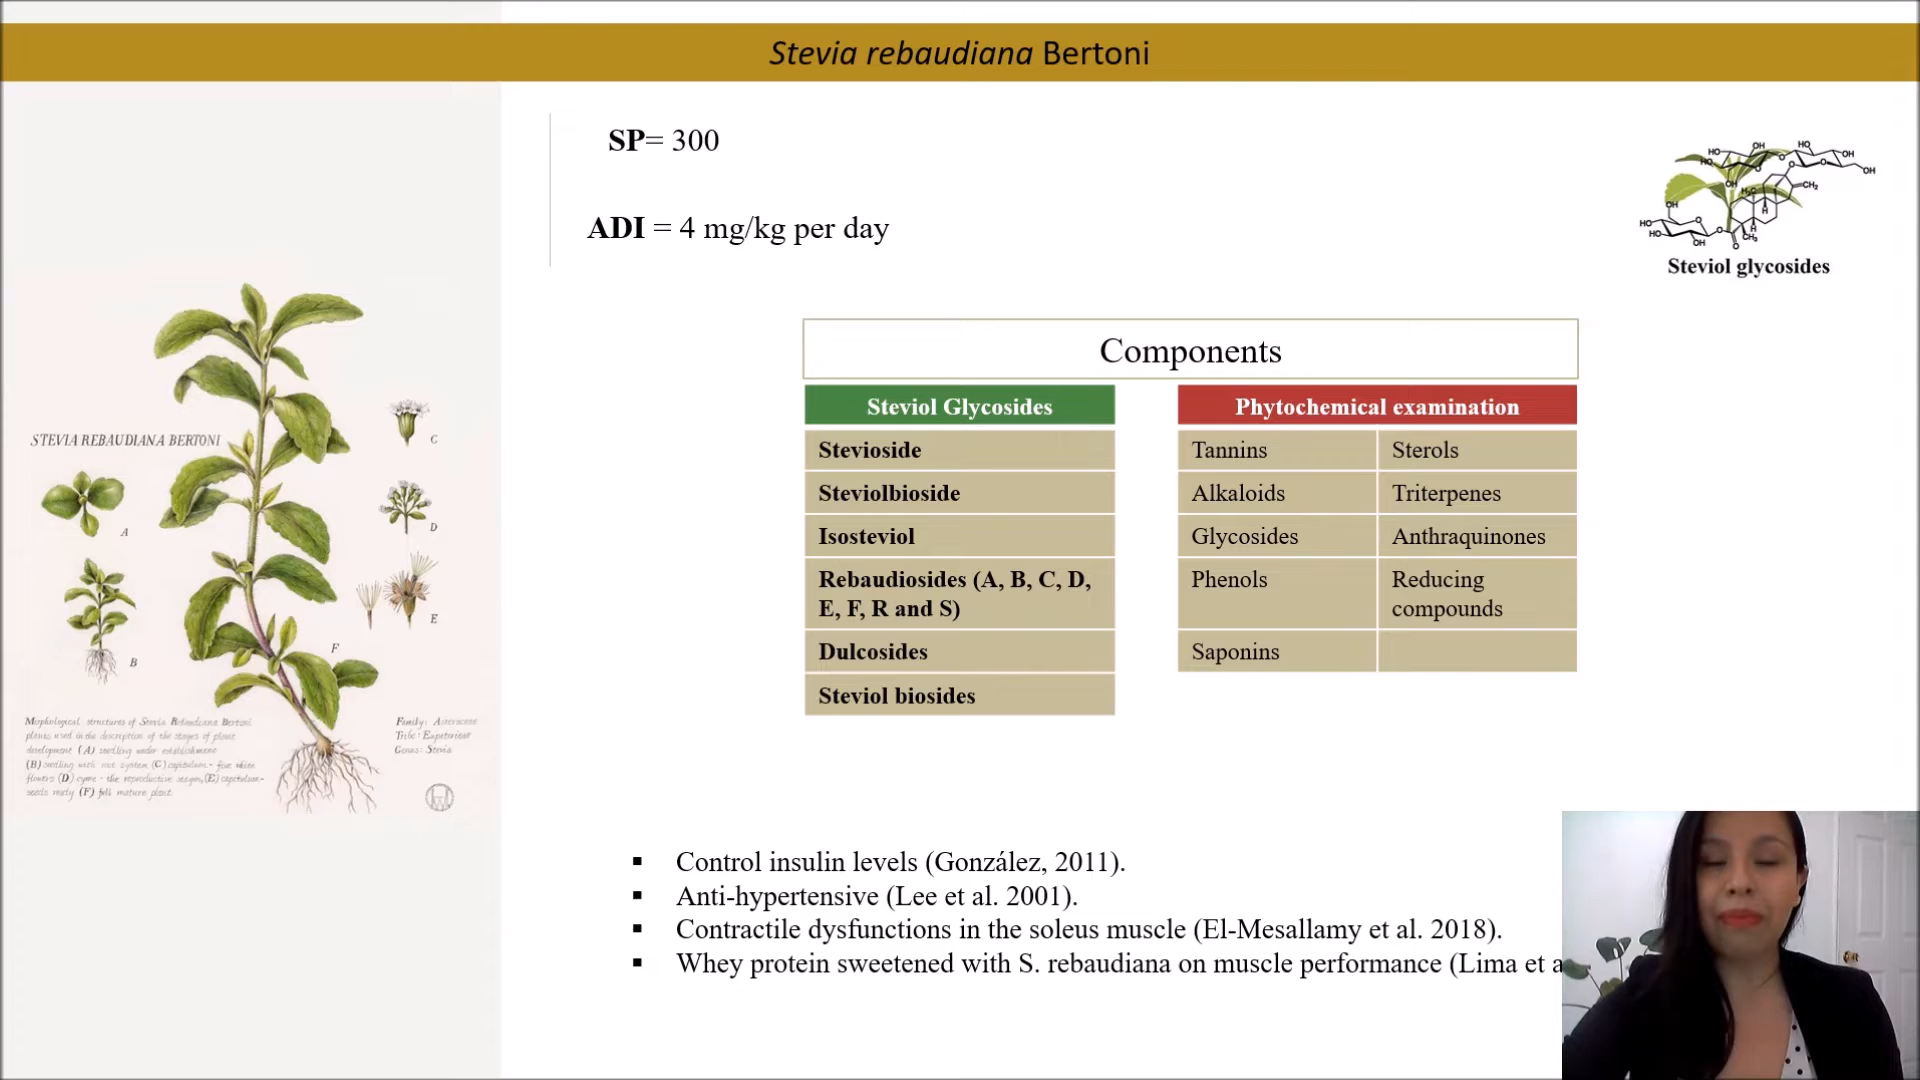 Stevia rebaudiana Bertoni
SP= 300
ADI = 4 mg/kg per day
Steviol glycosides
Components
Steviol Glycosides
Stevioside
Steviolbioside
Isosteviol
Rebaudiosides (A, B, C, D,
E, F, R and S)
Dulcosides
Steviol biosides
Phytochemical examination
Tannins Sterols
Alkaloids Triterpenes
Glycosides Anthraquinones
Phenols Reducing
compounds
Saponins
STEVIA REBAUDIANA BERTONI
A
B
C
D
E
F
Morphological structures of Stevia Rebaudiana Bertoni
plants used in the description of the stages of plant
development (A) seedling under establishment
(B) seedling with root system (C) capitulum - five white
flowers (D) cyme - the reproductive stages, (E) capitulum-
seeds ready (F) full mature plant.
Family: Asteraceae
Tribe: Eupatorieae
Genus: Stevia
▪ Control insulin levels (González, 2011).
▪ Anti-hypertensive (Lee et al. 2001).
▪ Contractile dysfunctions in the soleus muscle (El-Mesallamy et al. 2018).
▪ Whey protein sweetened with S. rebaudiana on muscle performance (Lima et a